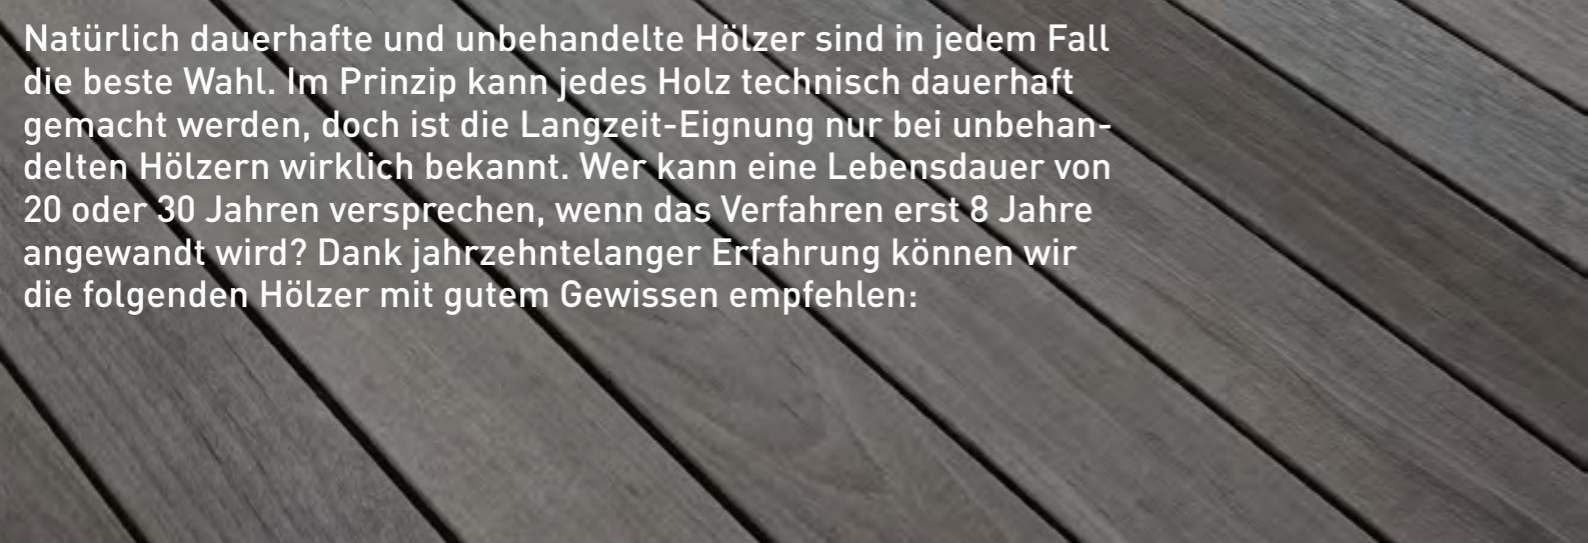 Natürlich dauerhafte und unbehandelte Hölzer sind in jedem Fall
die beste Wahl. Im Prinzip kann jedes Holz technisch dauerhaft
gemacht werden, doch ist die Langzeit-Eignung nur bei unbehan-
delten Hölzern wirklich bekannt. Wer kann eine Lebensdauer von
20 oder 30 Jahren versprechen, wenn das Verfahren erst 8 Jahre
angewandt wird? Dank jahrzehntelanger Erfahrung können wir
die folgenden Hölzer mit gutem Gewissen empfehlen: